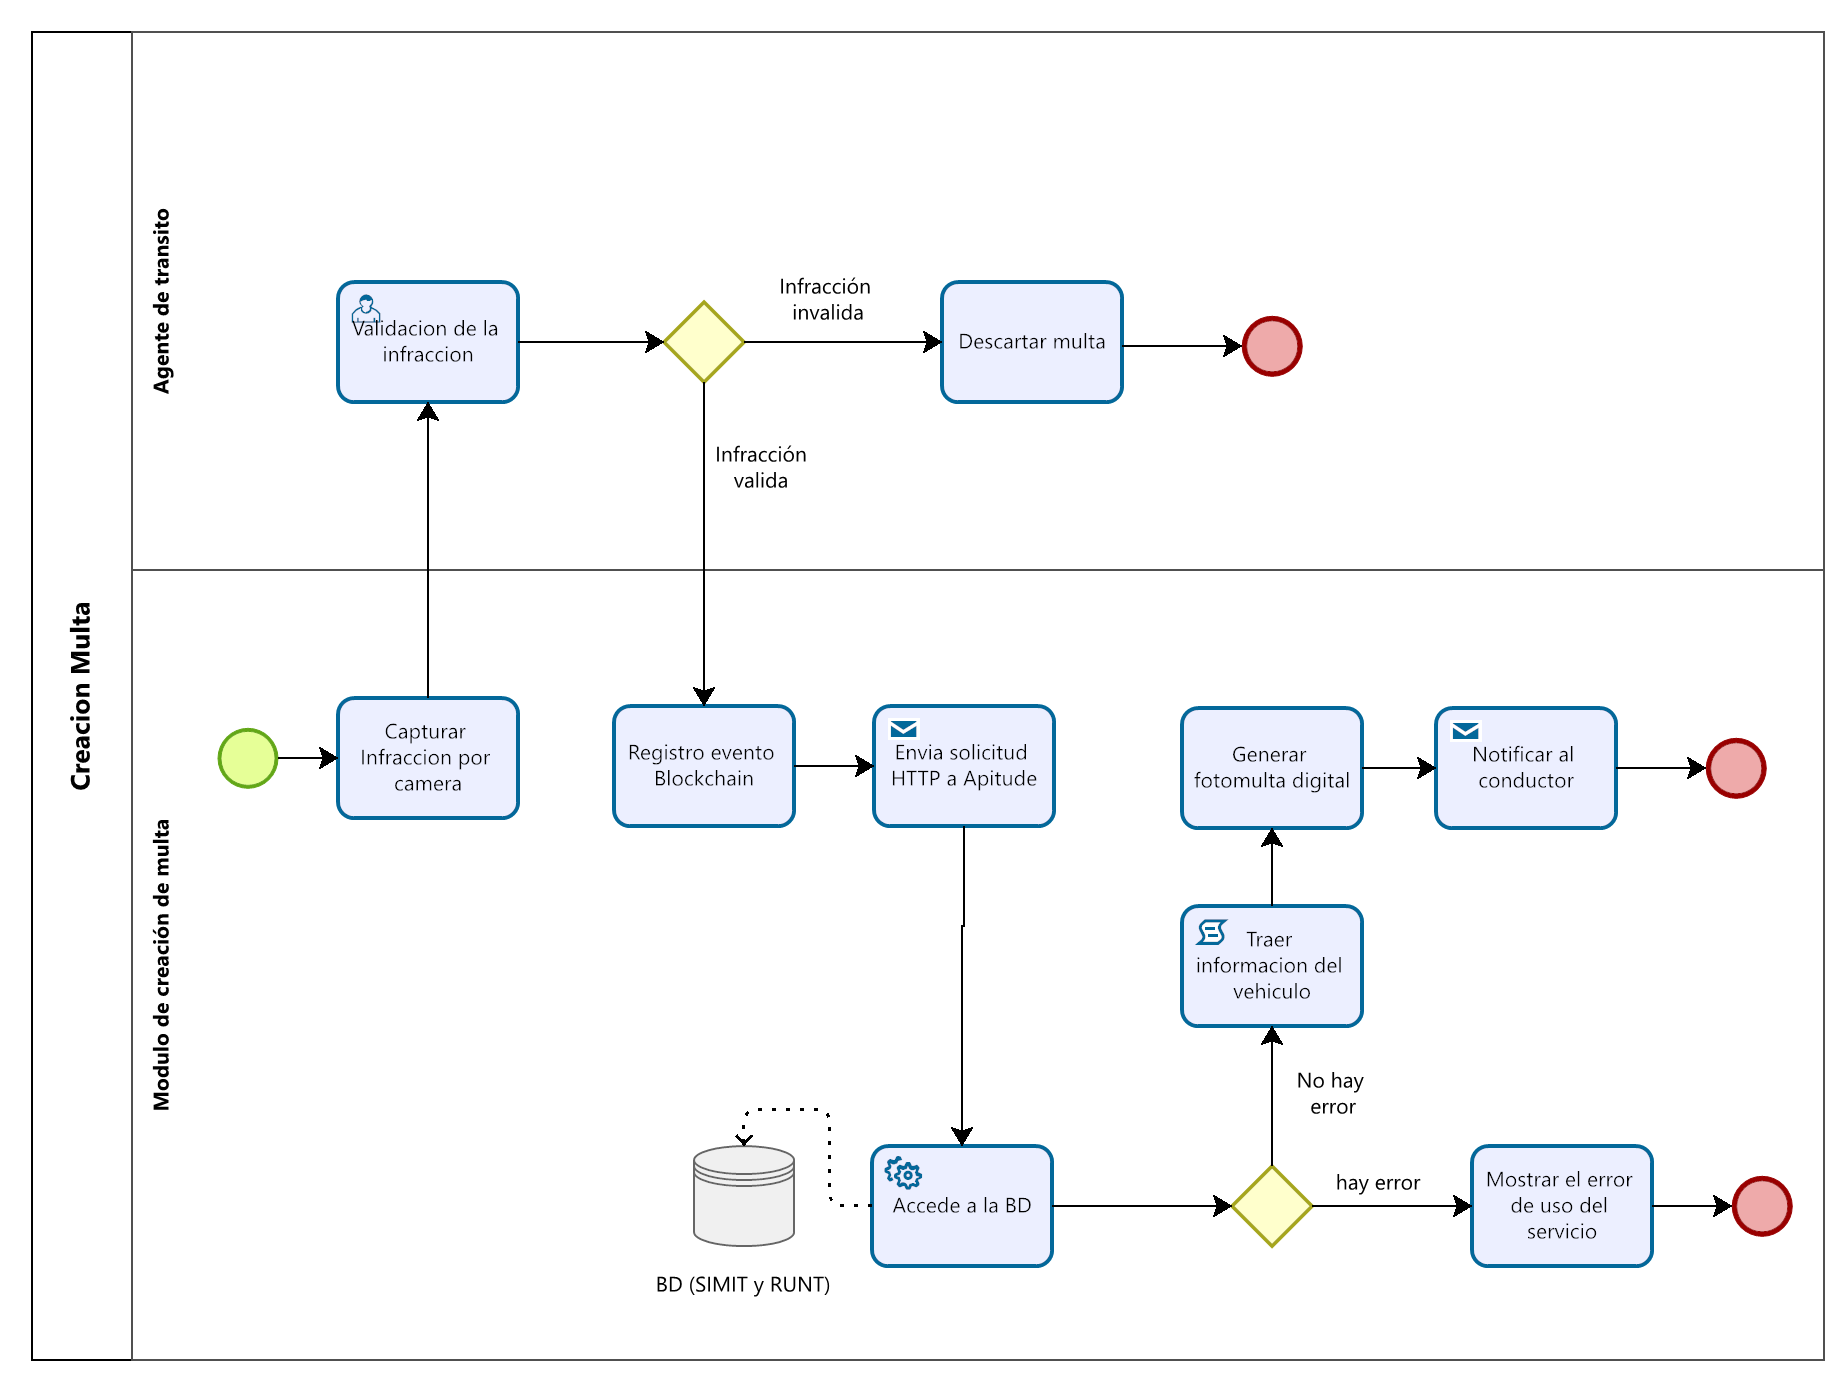 Creacion Multa
Agente de transito
Validacion de la
infraccion
Infracción
invalida
Descartar multa
Infracción
valida
Modulo de creación de multa
Capturar
Infraccion por
camera
Registro evento
Blockchain
Envia solicitud
HTTP a Apitude
Generar
fotomulta digital
Notificar al
conductor
Traer
informacion del
vehiculo
No hay
error
Accede a la BD
hay error
Mostrar el error
de uso del
servicio
BD (SIMIT y RUNT)